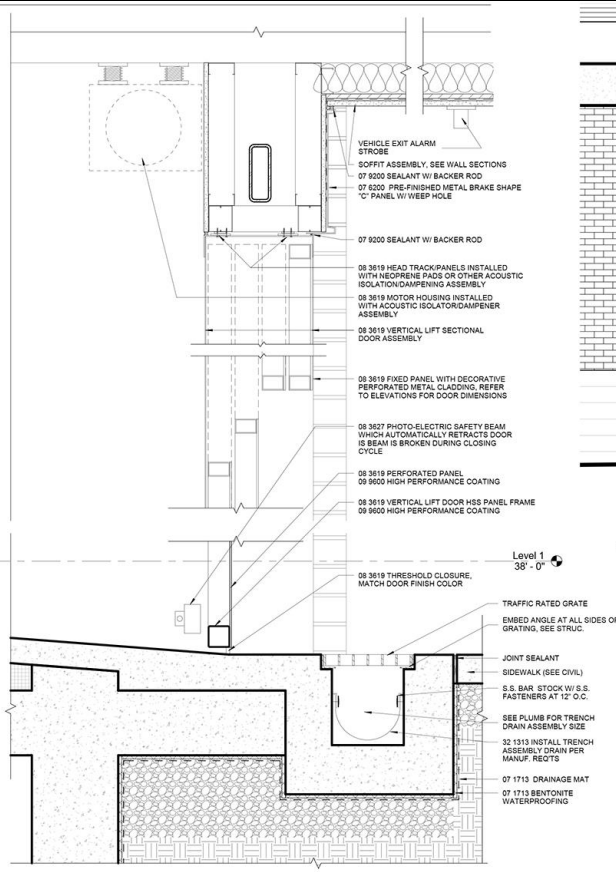 VEHICLE EXIT ALARM
STROBE
SOFFIT ASSEMBLY, SEE WALL SECTIONS
07 9200 SEALANT W/ BACKER ROD
07 6200 PRE-FINISHED METAL BRAKE SHAPE
"C" PANEL W/ WEEP HOLE
07 9200 SEALANT W/ BACKER ROD
08 3619 HEAD TRACK/PANELS INSTALLED
WITH NEOPRENE PADS OR OTHER ACOUSTIC
ISOLATION/DAMPENING ASSEMBLY
08 3619 MOTOR HOUSING INSTALLED
WITH ACOUSTIC ISOLATOR/DAMPENER
ASSEMBLY
08 3619 VERTICAL LIFT SECTIONAL
DOOR ASSEMBLY
08 3619 FIXED PANEL WITH DECORATIVE
PERFORATED METAL CLADDING, REFER
TO ELEVATIONS FOR DOOR DIMENSIONS
08 3627 PHOTO-ELECTRIC SAFETY BEAM
WHICH AUTOMATICALLY RETRACTS DOOR
IS BEAM IS BROKEN DURING CLOSING
CYCLE
08 3619 PERFORATED PANEL
09 9600 HIGH PERFORMANCE COATING
08 3619 VERTICAL LIFT DOOR HSS PANEL FRAME
09 9600 HIGH PERFORMANCE COATING
Level 1
38' - 0"
08 3619 THRESHOLD CLOSURE,
MATCH DOOR FINISH COLOR
TRAFFIC RATED GRATE
EMBED ANGLE AT ALL SIDES OF
GRATING, SEE STRUC.
JOINT SEALANT
SIDEWALK (SEE CIVIL)
S.S. BAR STOCK W/ S.S.
FASTENERS AT 12" O.C.
SEE PLUMB FOR TRENCH
DRAIN ASSEMBLY SIZE
32 1313 INSTALL TRENCH
ASSEMBLY DRAIN PER
MANUF. REQ'TS
07 1713 DRAINAGE MAT
07 1713 BENTONITE
WATERPROOFING